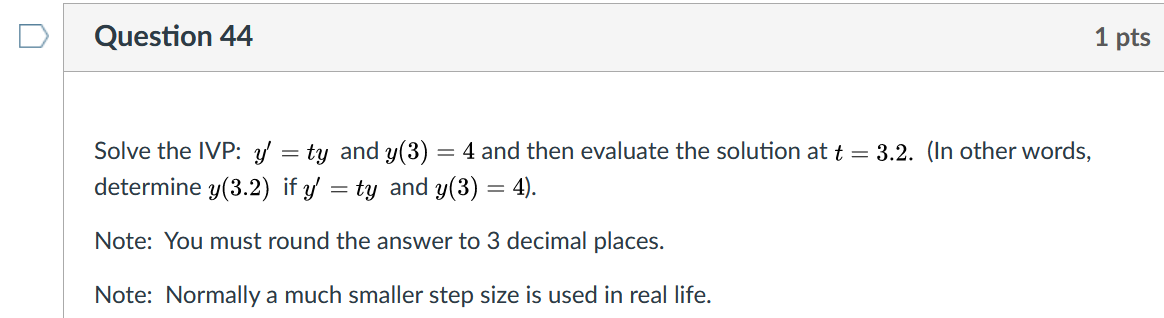 Question 44
1 pts
Solve the IVP: y′ = ty and y(3) = 4 and then evaluate the solution at t = 3.2. (In other words,
determine y(3.2) if y′ = ty and y(3) = 4).
Note: You must round the answer to 3 decimal places.
Note: Normally a much smaller step size is used in real life.